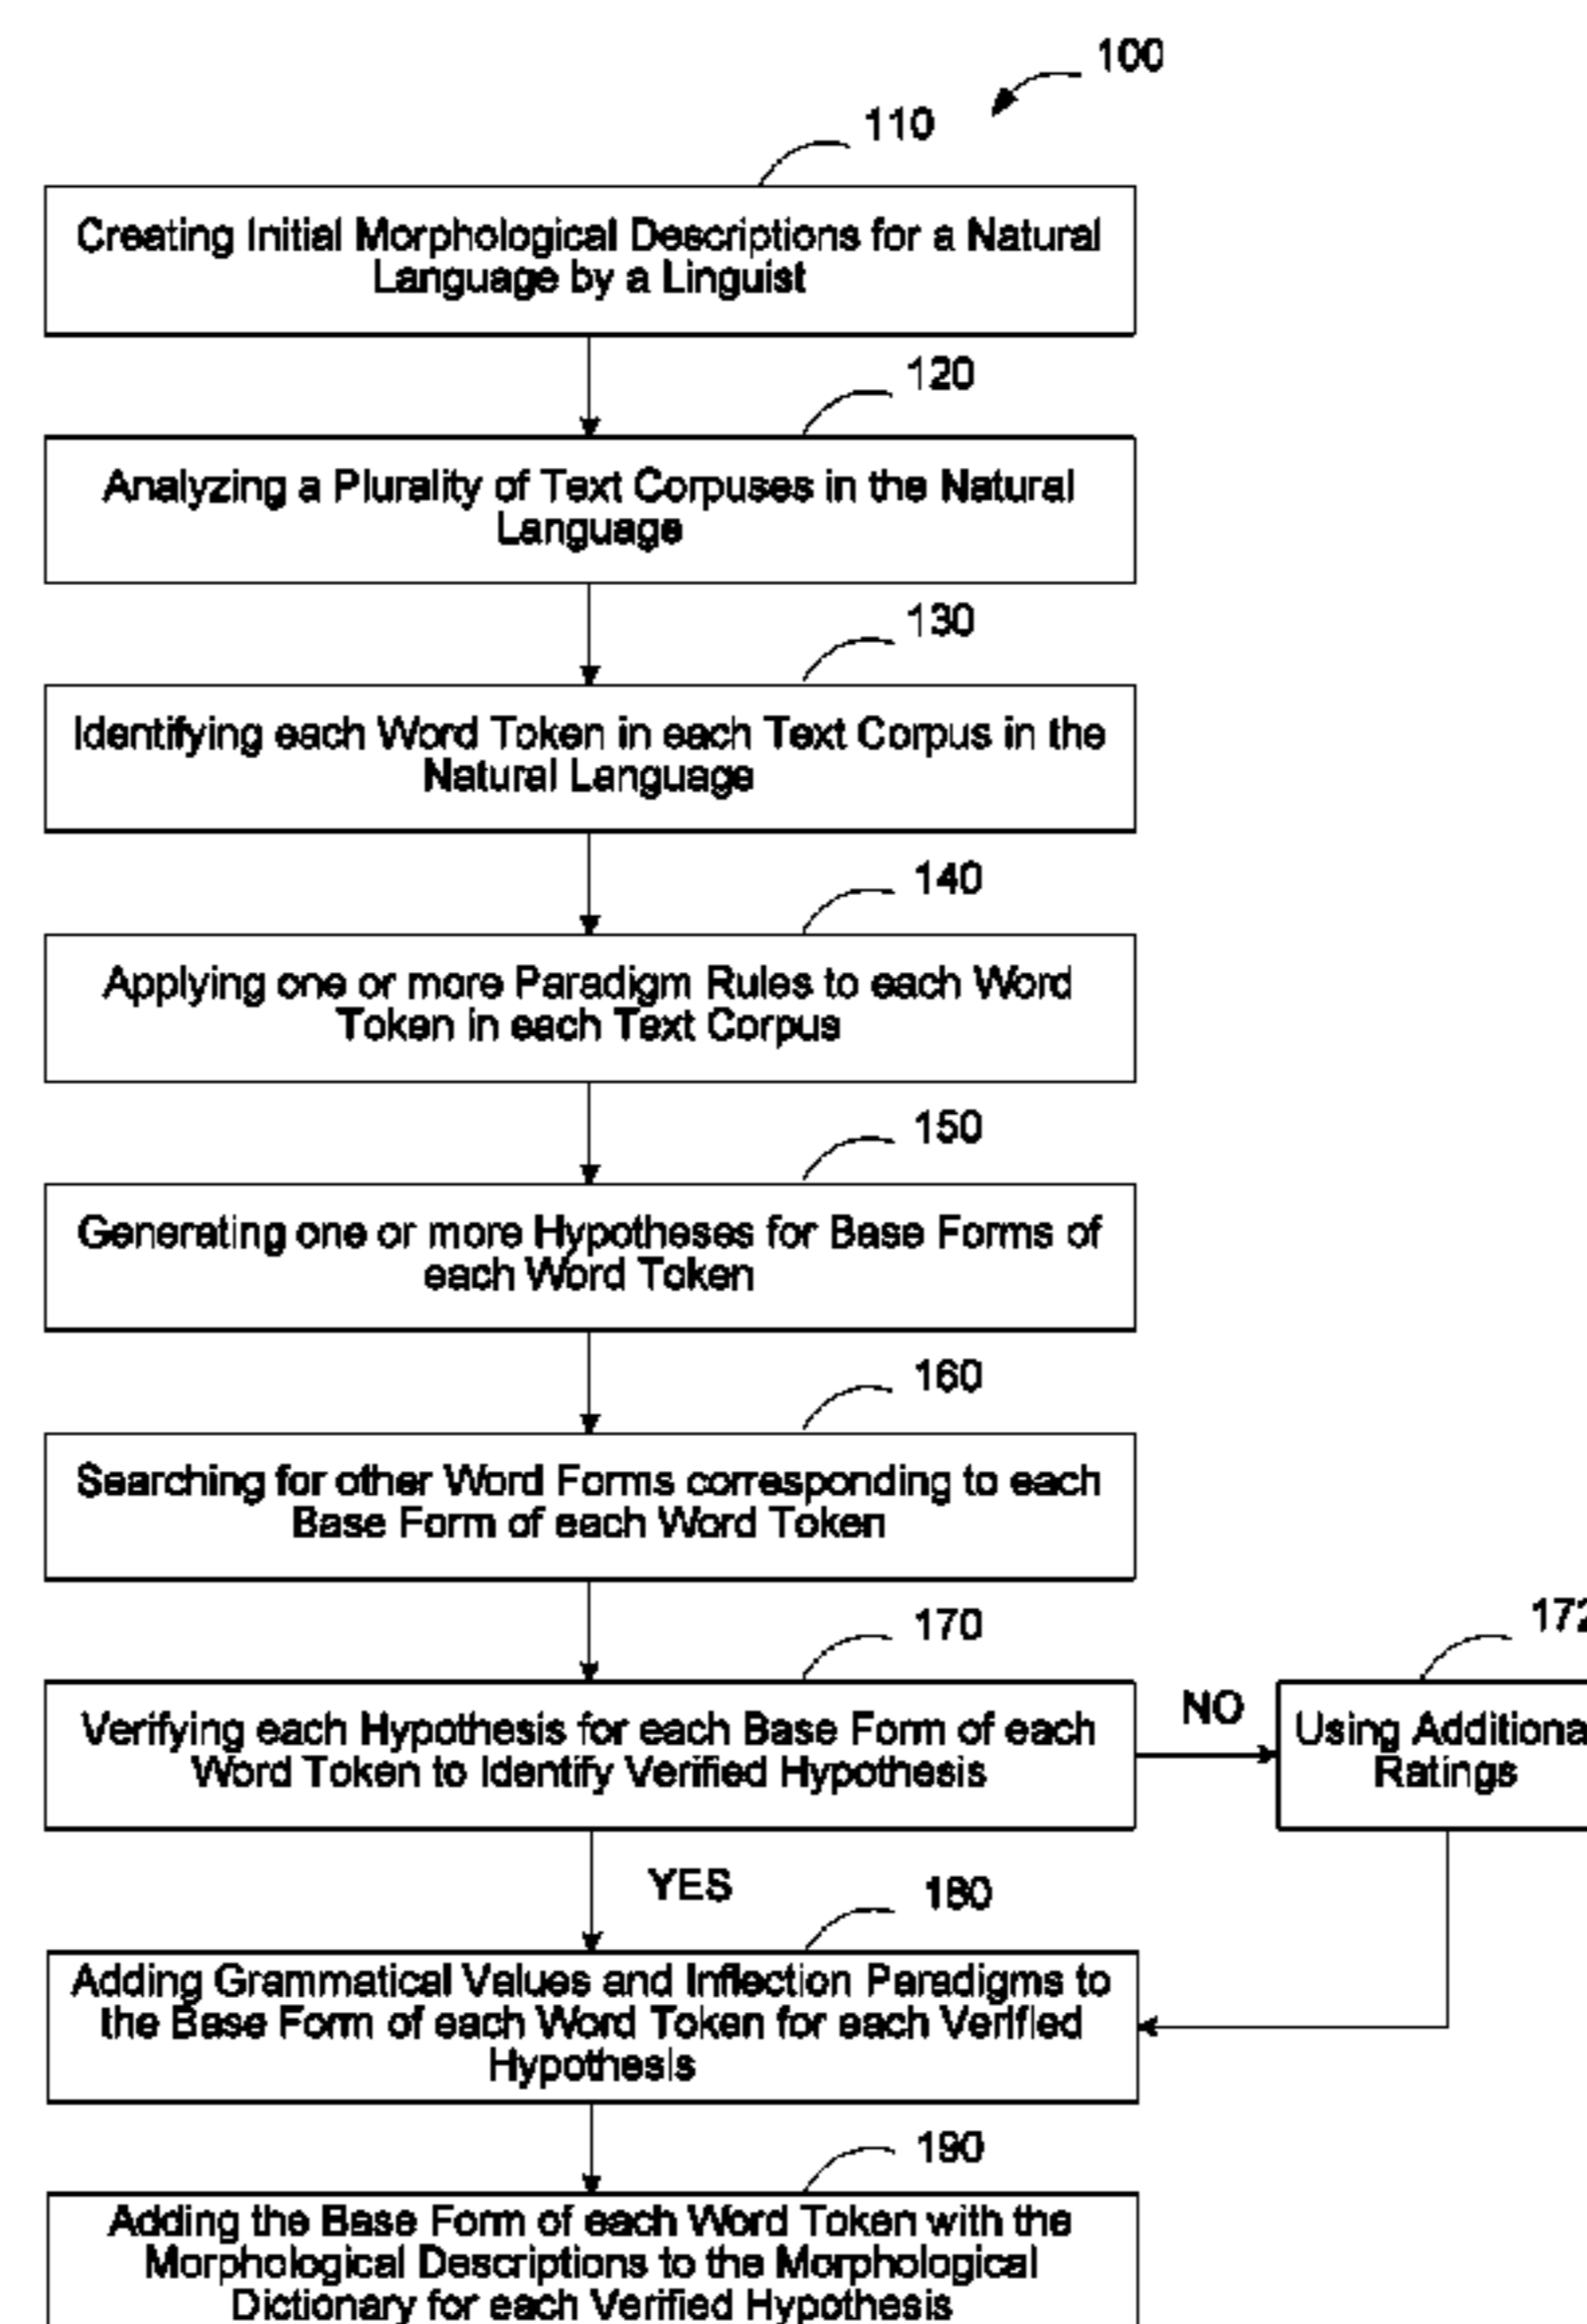 100
110
Creating Initial Morphological Descriptions for a Natural
Language by a Linguist
120
Analyzing a Plurality of Text Corpuses in the Natural
Language
130
Identifying each Word Token in each Text Corpus in the
Natural Language
140
Applying one or more Paradigm Rules to each Word
Token in each Text Corpus
150
Generating one or more Hypotheses for Base Forms of
each Word Token
160
Searching for other Word Forms corresponding to each
Base Form of each Word Token
170
172
Verifying each Hypothesis for each Base Form of each
Word Token to Identify Verified Hypothesis
NO
Using Additiona
Ratings
YES
180
Adding Grammatical Values and Inflection Paradigms to
the Base Form of each Word Token for each Verified
Hypothesis
190
Adding the Base Form of each Word Token with the
Morphological Descriptions to the Morphological
Dictionary for each Verified Hypothesis